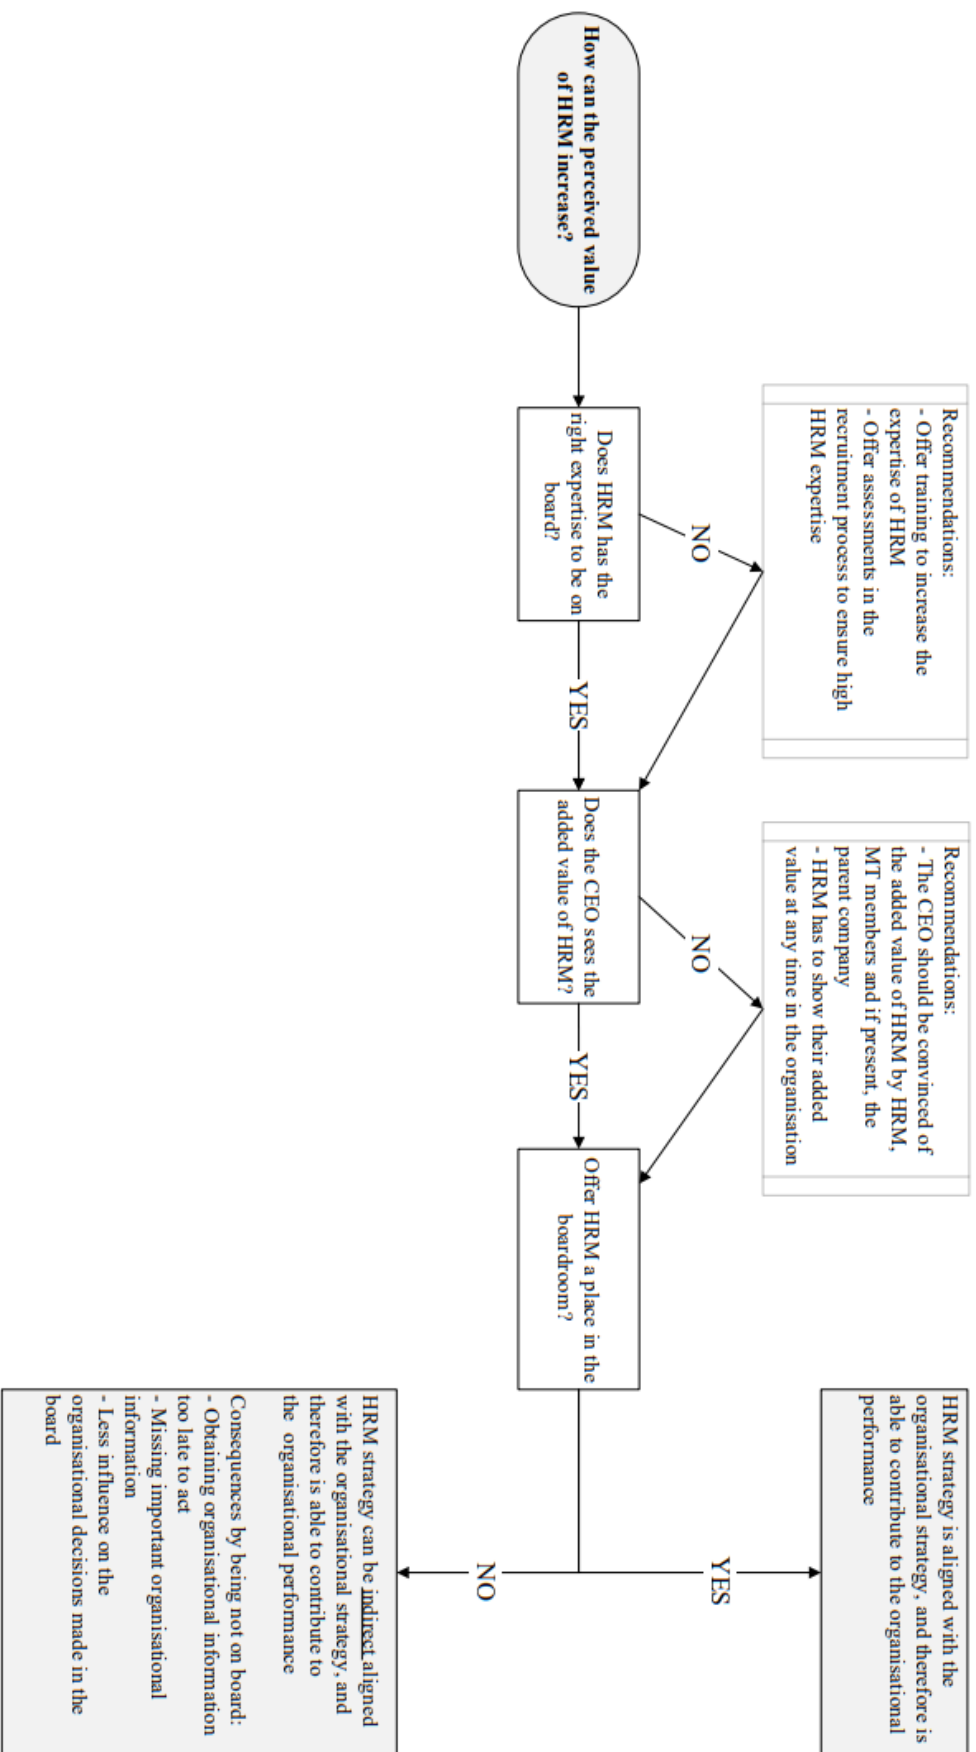 How can the perceived value
of HRM increase?
Recommendations:
- Offer training to increase the
expertise of HRM
- Offer assessments in the
recruitment process to ensure high
HRM expertise
NO
Does HRM has the
right expertise to be on
board?
YES
Recommendations:
- The CEO should be convinced of
the added value of HRM by HRM,
MT members and if present, the
parent company
- HRM has to show their added
value at any time in the organisation
NO
Does the CEO sees the
added value of HRM?
YES
Offer HRM a place in the
boardroom?
YES
HRM strategy is aligned with the
organisational strategy, and therefore is
able to contribute to the organisational
performance
NO
HRM strategy can be indirect aligned
with the organisational strategy, and
therefore is able to contribute to
the organisational performance
Consequences by being not on board:
- Obtaining organisational information
too late to act
- Missing important organisational
information
- Less influence on the
organisational decisions made in the
board